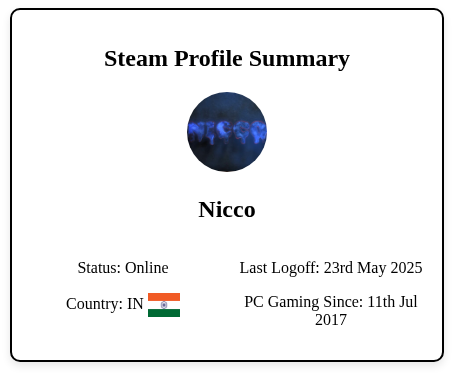 Steam Profile Summary
Nicco
Status: Online
Last Logoff: 23rd May 2025
Country: IN
PC Gaming Since: 11th Jul
2017